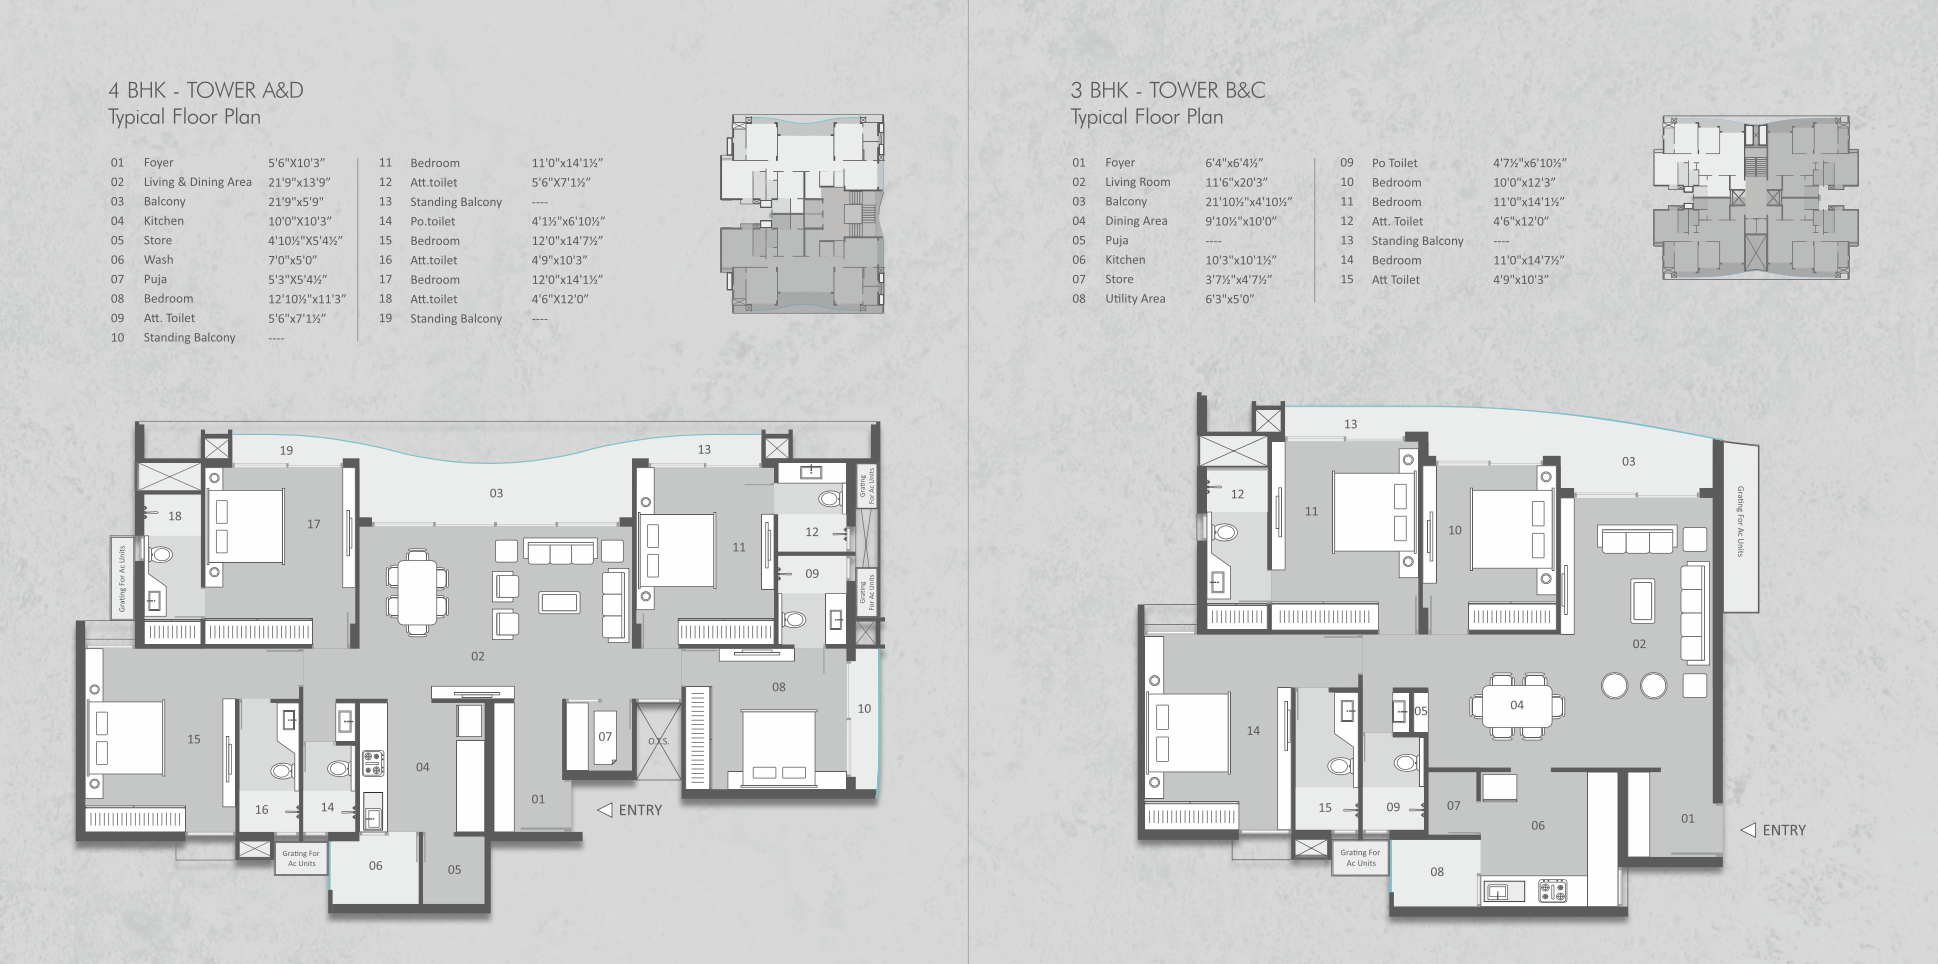 4 BHK - TOWER A&D
Typical Floor Plan
01 Foyer 5'6"X10'3”
02 Living & Dining Area 21'9"x13'9”
03 Balcony 21'9"x5'9"
04 Kitchen 10'0"X10'3”
05 Store 4'10½"X5'4½”
06 Wash 7'0"x5'0”
07 Puja 5'3"X5'4½”
08 Bedroom 12'10½"x11'3”
09 Att. Toilet 5'6"x7'1½”
10 Standing Balcony ----
11 Bedroom 11'0"x14'1½”
12 Att.toilet 5'6"X7'1½”
13 Standing Balcony ----
14 Po.toilet 4'1½"x6'10½”
15 Bedroom 12'0"x14'7½”
16 Att.toilet 4'9"x10'3”
17 Bedroom 12'0"x14'1½”
18 Att.toilet 4'6"X12'0”
19 Standing Balcony ----
19
13
03
18
17
11
12
09
Grating For Ac Units
Grating
For Ac Units
Grating
For Ac Units
02
08
10
15
07
O.T.S.
04
01
16
14
ENTRY
Grating For
Ac Units
06
05
3 BHK - TOWER B&C
Typical Floor Plan
01 Foyer 6'4"x6'4½”
02 Living Room 11'6"x20'3”
03 Balcony 21'10½"x4'10½”
04 Dining Area 9'10½"x10'0”
05 Puja ----
06 Kitchen 10'3"x10'1½”
07 Store 3'7½"x4'7½”
08 Utility Area 6'3"x5'0”
09 Po Toilet 4'7½"x6'10½”
10 Bedroom 10'0"x12'3”
11 Bedroom 11'0"x14'1½”
12 Att. Toilet 4'6"x12'0”
13 Standing Balcony ----
14 Bedroom 11'0"x14'7½”
15 Att Toilet 4'9"x10'3”
13
03
12
11
10
Grating For Ac Units
02
04
05
14
15
09
07
06
01
ENTRY
Grating For
Ac Units
08